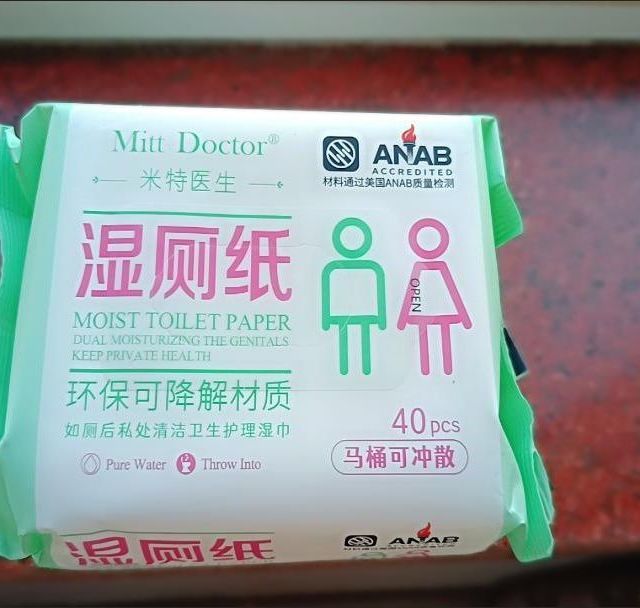 Mitt Doctor®
米特医生
ANAB
ACCREDITED
材料通过美国ANAB质量检测
湿厕纸
MOIST TOILET PAPER
DUAL MOISTURIZING THE GENITALS
KEEP PRIVATE HEALTH
OPEN
环保可降解材质
如厕后私处清洁卫生护理湿巾
Pure Water Throw Into
40pcs
马桶可冲散
湿厕纸
ANAB